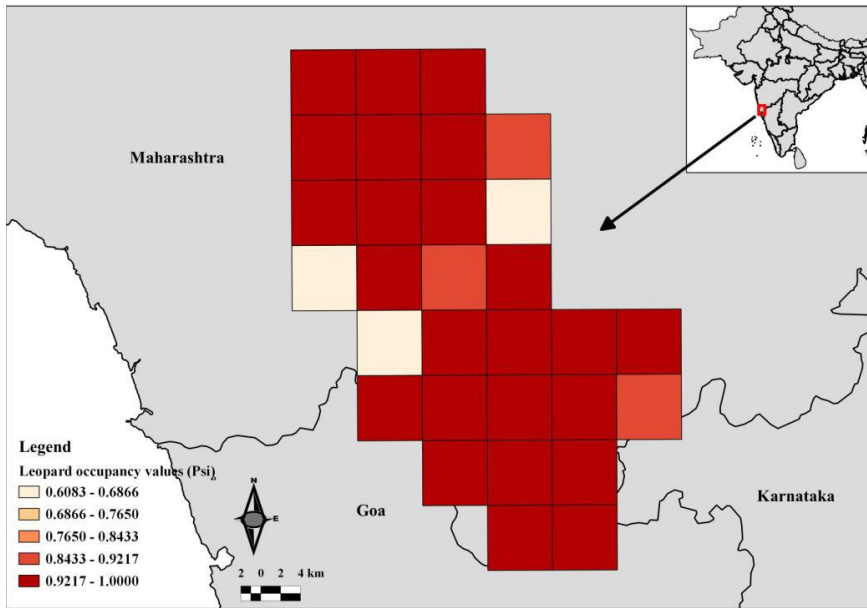 Maharashtra
Legend
Leopard occupancy values (Psi)
0.6083 - 0.6866
0.6866 - 0.7650
0.7650 - 0.8433
0.8433 - 0.9217
0.9217 - 1.0000
N
E
2 0 2 4 km
Goa
Karnataka